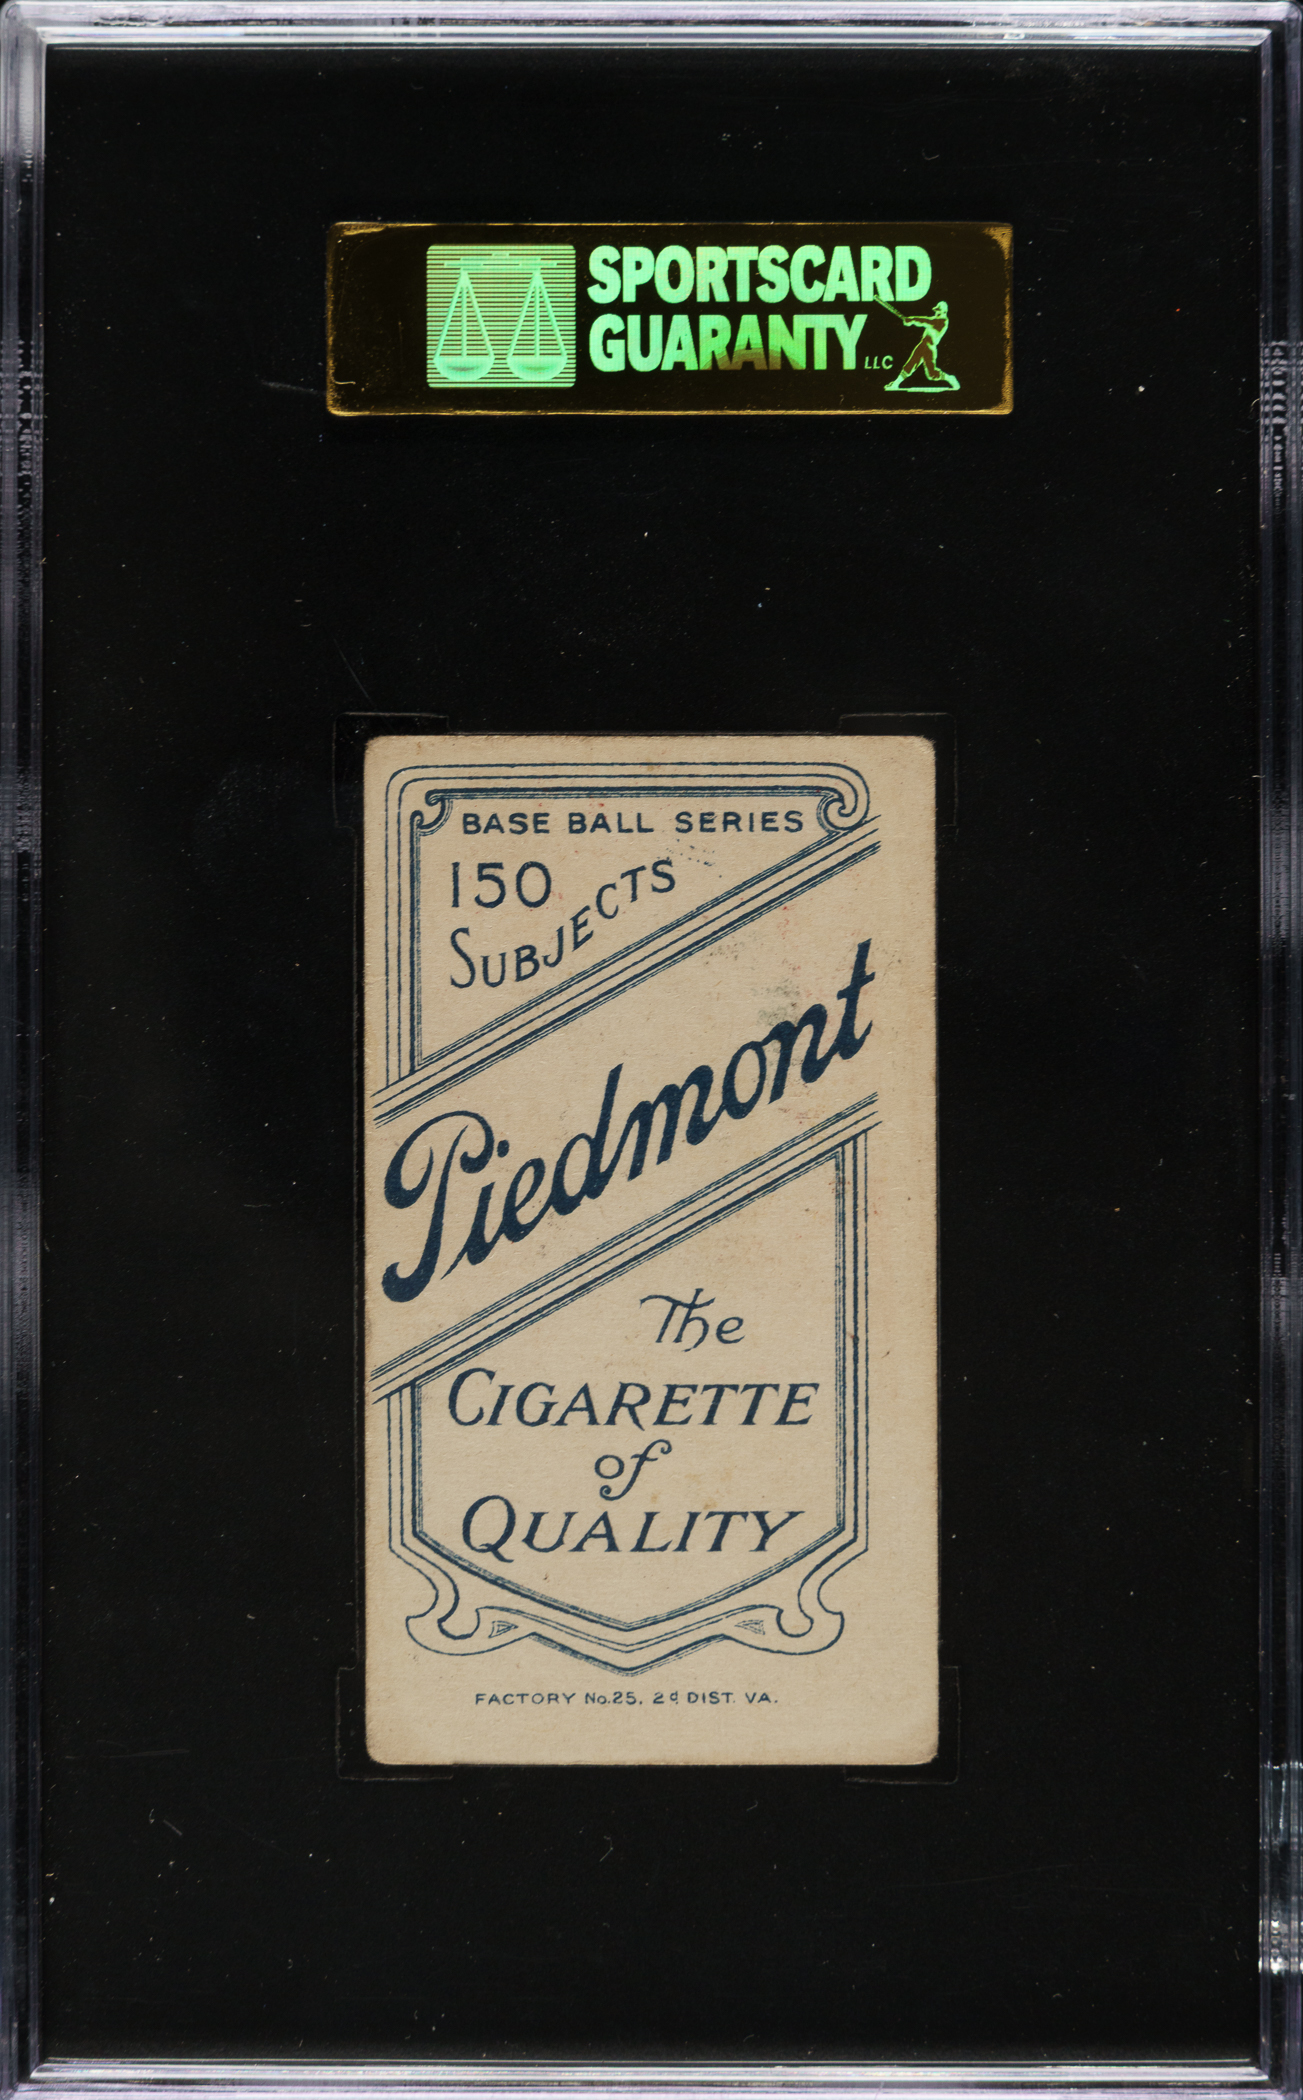 SPORTSCARD
GUARANTY LLC
BASE BALL SERIES
150
SUBJECTS
Piedmont
The
CIGARETTE
of
QUALITY
FACTORY No. 25, 2d DIST. VA.